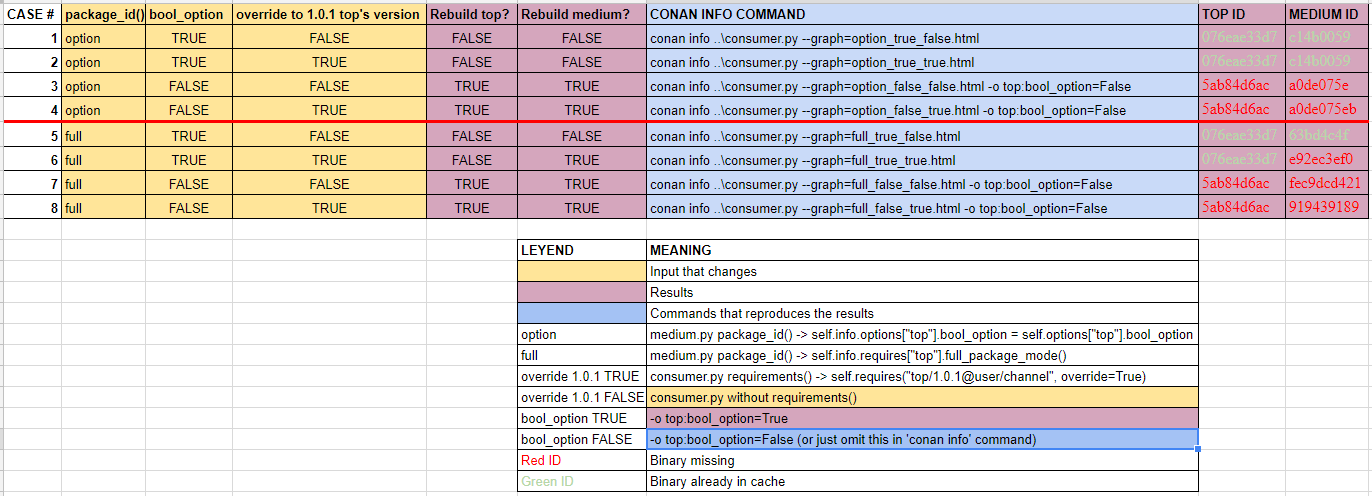 CASE # package_id() bool_option override to 1.0.1 top's version Rebuild top? Rebuild medium? CONAN INFO COMMAND TOP ID MEDIUM ID
1 option TRUE FALSE FALSE FALSE conan info ..\consumer.py --graph=option_true_false.html 076eae33d7 c14b0059
2 option TRUE TRUE FALSE FALSE conan info ..\consumer.py --graph=option_true_true.html 076eae33d7 c14b0059
3 option FALSE FALSE TRUE TRUE conan info ..\consumer.py --graph=option_false_false.html -o top:bool_option=False 5ab84d6ac a0de075e
4 option FALSE TRUE TRUE TRUE conan info ..\consumer.py --graph=option_false_true.html -o top:bool_option=False 5ab84d6ac a0de075eb
5 full TRUE FALSE FALSE FALSE conan info ..\consumer.py --graph=full_true_false.html 076eae33d7 63bd4c4f
6 full TRUE TRUE FALSE TRUE conan info ..\consumer.py --graph=full_true_true.html 076eae33d7 e92ec3ef0
7 full FALSE FALSE TRUE TRUE conan info ..\consumer.py --graph=full_false_false.html -o top:bool_option=False 5ab84d6ac fec9dcd421
8 full FALSE TRUE TRUE TRUE conan info ..\consumer.py --graph=full_false_true.html -o top:bool_option=False 5ab84d6ac 919439189
LEYEND MEANING
Input that changes
Results
Commands that reproduces the results
option medium.py package_id() -> self.info.options["top"].bool_option = self.options["top"].bool_option
full medium.py package_id() -> self.info.requires["top"].full_package_mode()
override 1.0.1 TRUE consumer.py requirements() -> self.requires("top/1.0.1@user/channel", override=True)
override 1.0.1 FALSE consumer.py without requirements()
bool_option TRUE -o top:bool_option=True
bool_option FALSE -o top:bool_option=False (or just omit this in 'conan info' command)
Red ID Binary missing
Green ID Binary already in cache